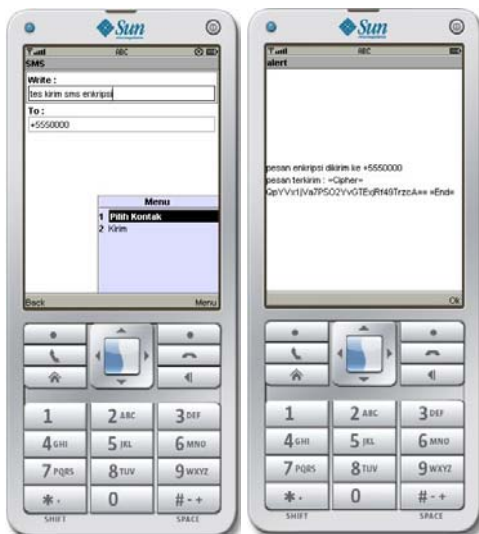 Sun
ABC
SMS
Write :
tes kirim sms enkripsi
To :
+5550000
Menu
1 Pilih Kontak
2 Kirim
Back Menu
1 2 ABC 3 DEF
4 GHI 5 JKL 6 MNO
7 PQRS 8 TUV 9 WXYZ
* . 0 # - +
SHIFT SPACE
Sun
ABC
alert
pesan enkripsi dikirim ke +5550000
pesan terkirim : =Cipher=
=End=
Ok
1 2 ABC 3 DEF
4 GHI 5 JKL 6 MNO
7 PQRS 8 TUV 9 WXYZ
* . 0 # - +
SHIFT SPACE